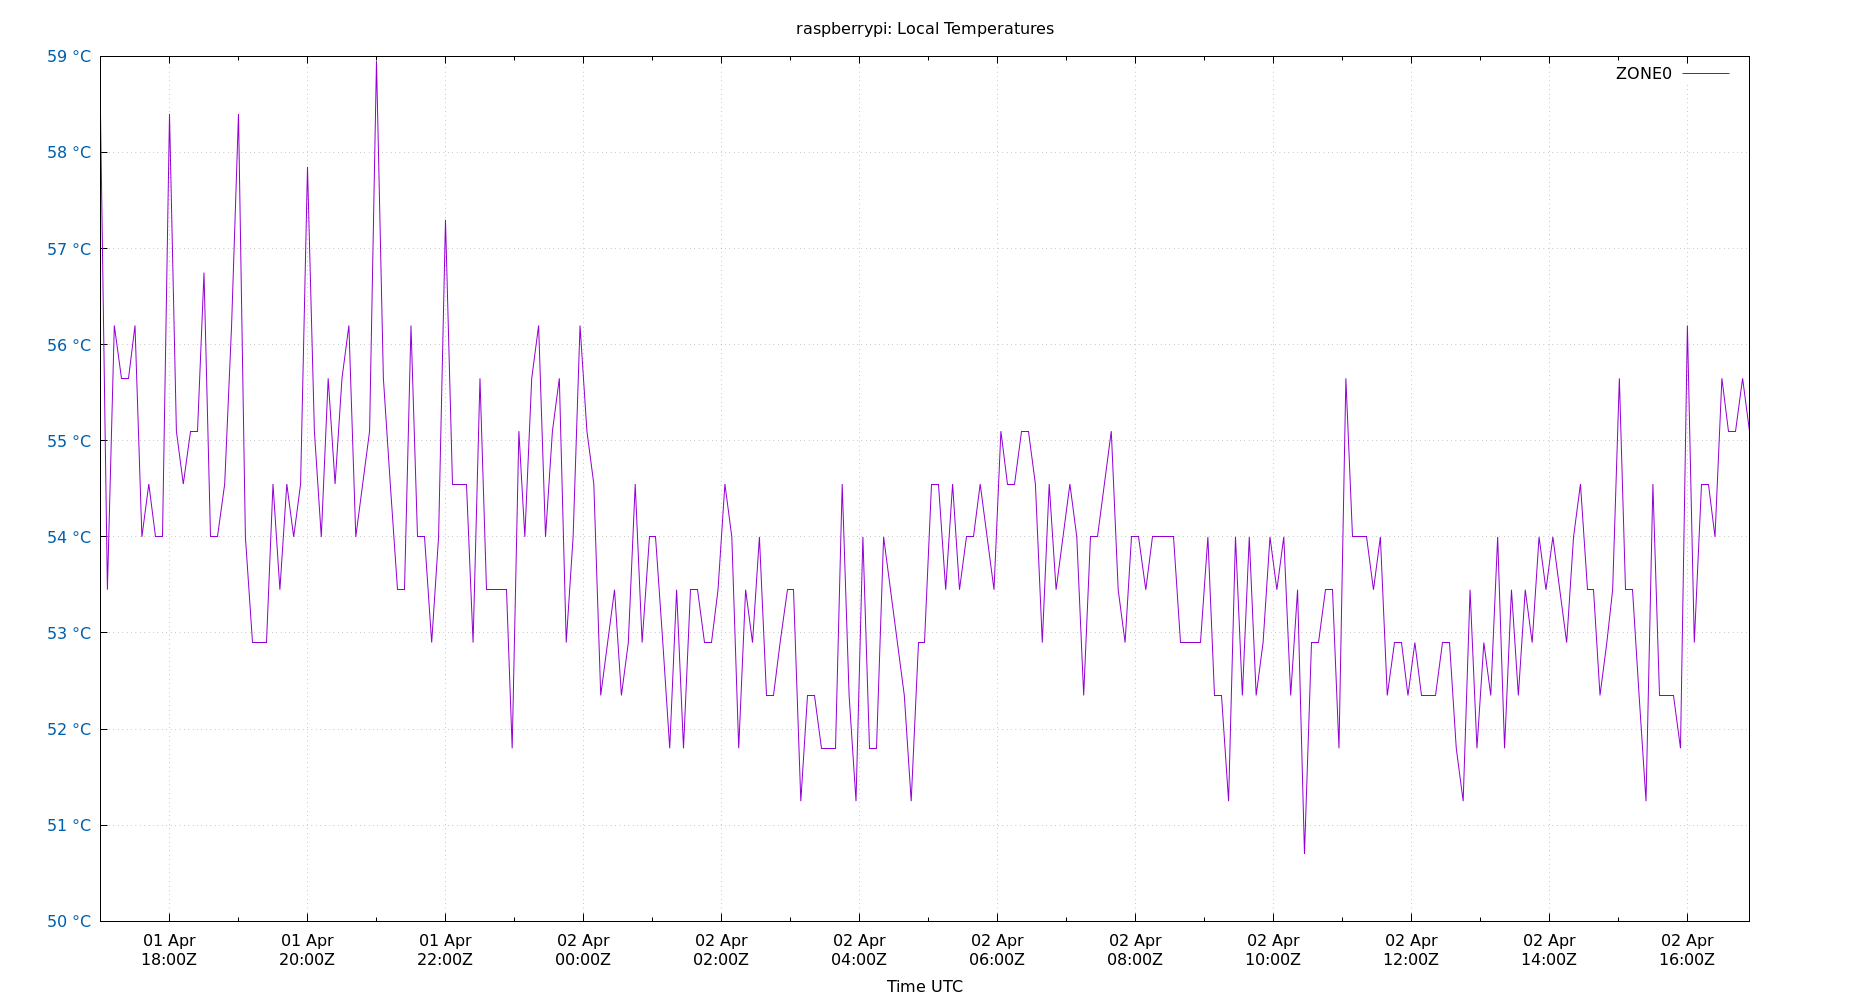 raspberrypi: Local Temperatures
59 °C
58 °C
57 °C
56 °C
55 °C
54 °C
53 °C
52 °C
51 °C
50 °C
ZONE0
01 Apr 01 Apr 01 Apr 02 Apr 02 Apr 02 Apr 02 Apr 02 Apr 02 Apr 02 Apr 02 Apr 02 Apr
18:00Z 20:00Z 22:00Z 00:00Z 02:00Z 04:00Z 06:00Z 08:00Z 10:00Z 12:00Z 14:00Z 16:00Z
Time UTC